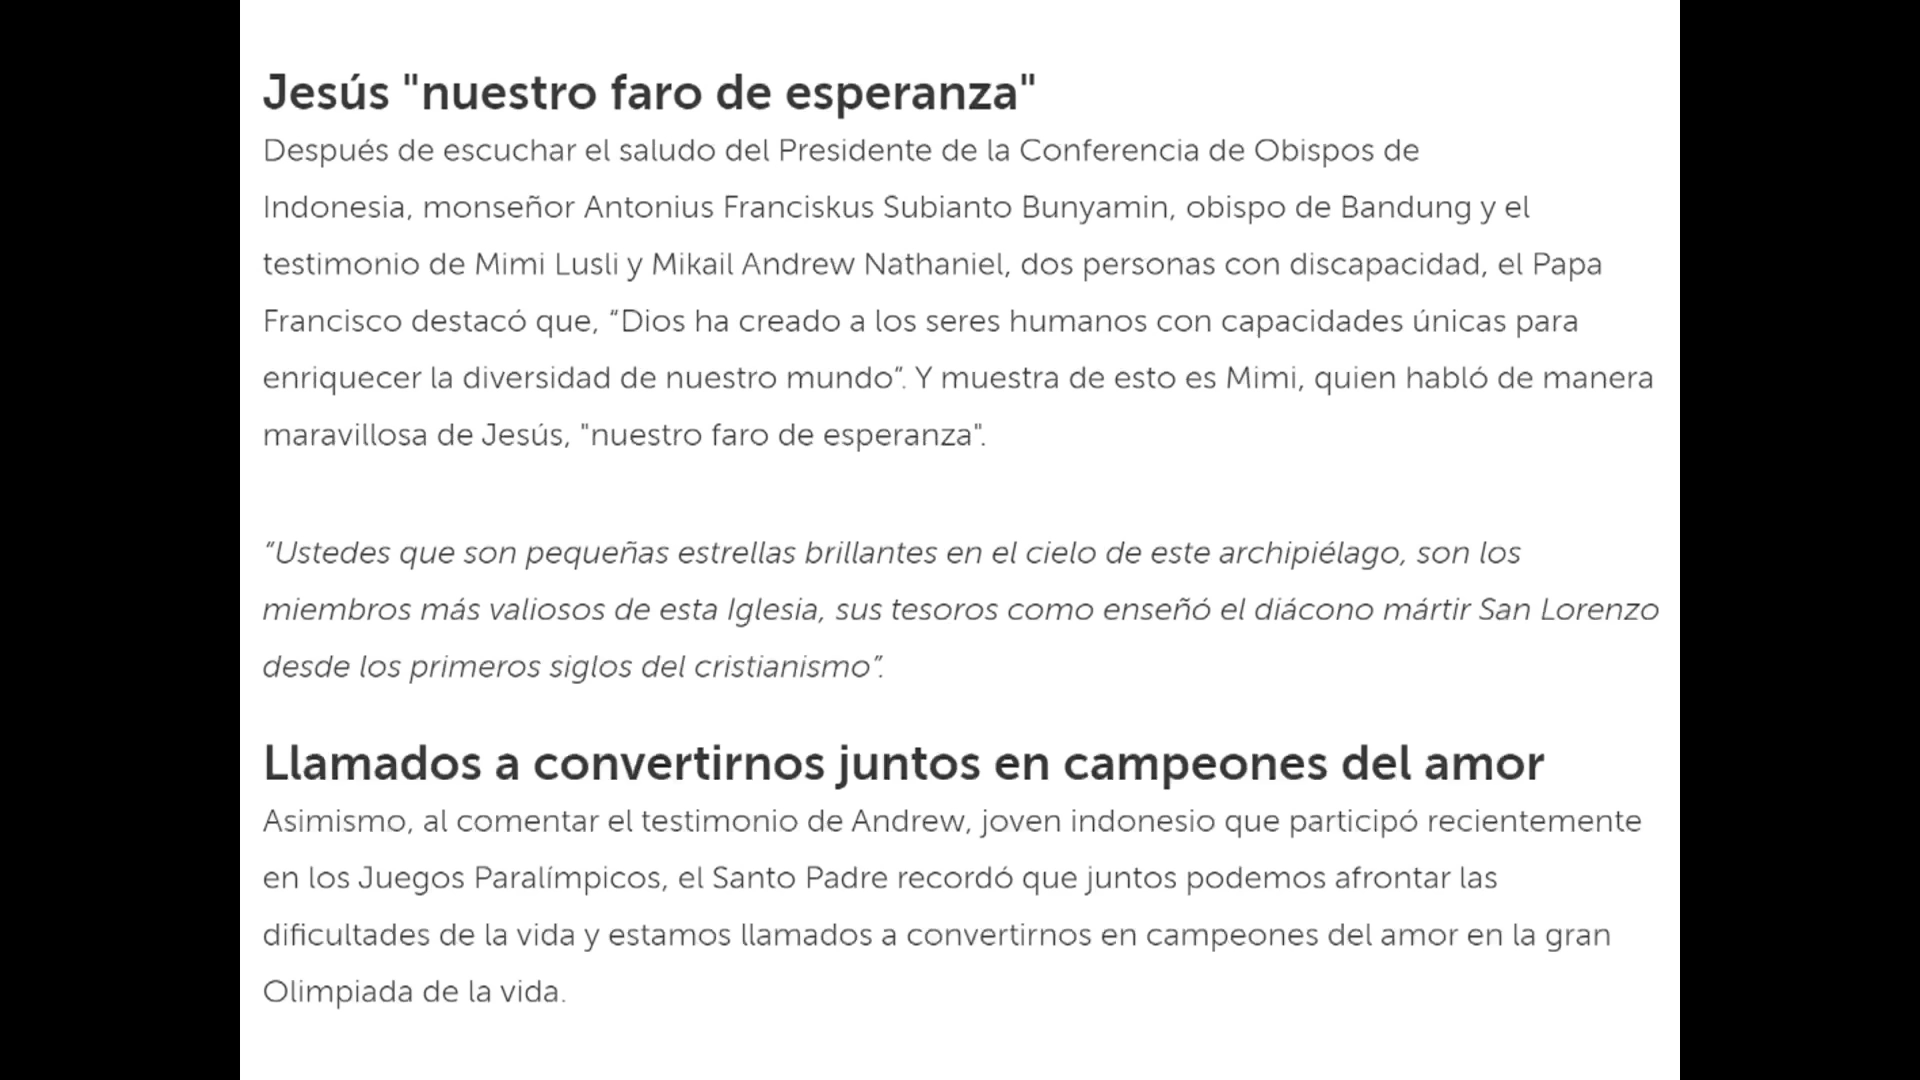 Jesús "nuestro faro de esperanza"
Después de escuchar el saludo del Presidente de la Conferencia de Obispos de
Indonesia, monseñor Antonius Franciskus Subianto Bunyamin, obispo de Bandung y el
testimonio de Mimi Lusli y Mikail Andrew Nathaniel, dos personas con discapacidad, el Papa
Francisco destacó que, “Dios ha creado a los seres humanos con capacidades únicas para
enriquecer la diversidad de nuestro mundo”. Y muestra de esto es Mimi, quien habló de manera
maravillosa de Jesús, "nuestro faro de esperanza".
“Ustedes que son pequeñas estrellas brillantes en el cielo de este archipiélago, son los
miembros más valiosos de esta Iglesia, sus tesoros como enseñó el diácono mártir San Lorenzo
desde los primeros siglos del cristianismo”.
Llamados a convertirnos juntos en campeones del amor
Asimismo, al comentar el testimonio de Andrew, joven indonesio que participó recientemente
en los Juegos Paralímpicos, el Santo Padre recordó que juntos podemos afrontar las
dificultades de la vida y estamos llamados a convertirnos en campeones del amor en la gran
Olimpiada de la vida.